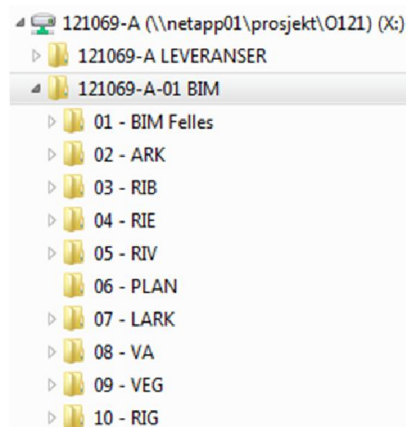 121069-A (\\netapp01\prosjekt\O121) (X:)
121069-A LEVERANSER
121069-A-01 BIM
01 - BIM Felles
02 - ARK
03 - RIB
04 - RIE
05 - RIV
06 - PLAN
07 - LARK
08 - VA
09 - VEG
10 - RIG